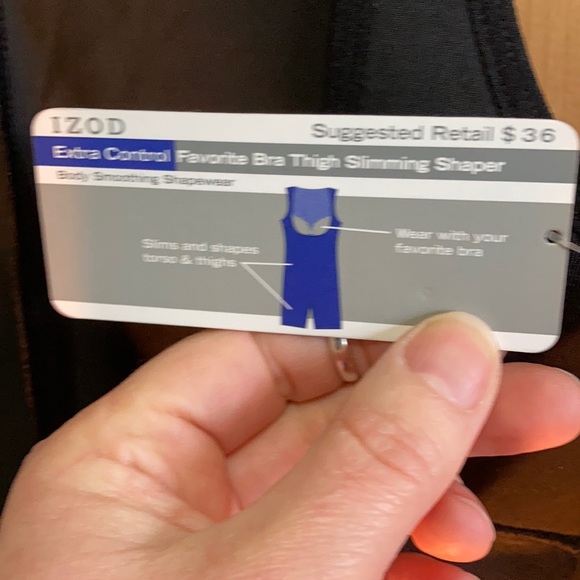 IZOD
Suggested Retail $36
Extra Control Favorite Bra Thigh Slimming Shaper
Body Smoothing Shapewear
Slims and shapes
torso & thighs
Wear with your
favorite bra